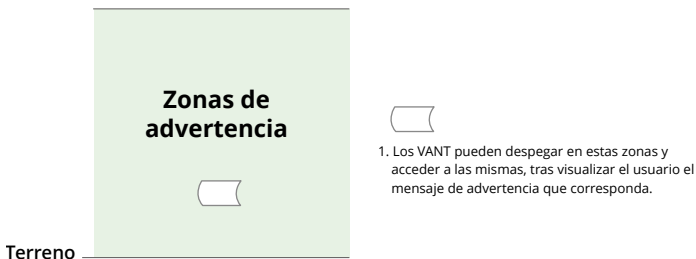 Zonas de
advertencia
1. Los VANT pueden despegar en estas zonas y
acceder a las mismas, tras visualizar el usuario el
mensaje de advertencia que corresponda.
Terreno